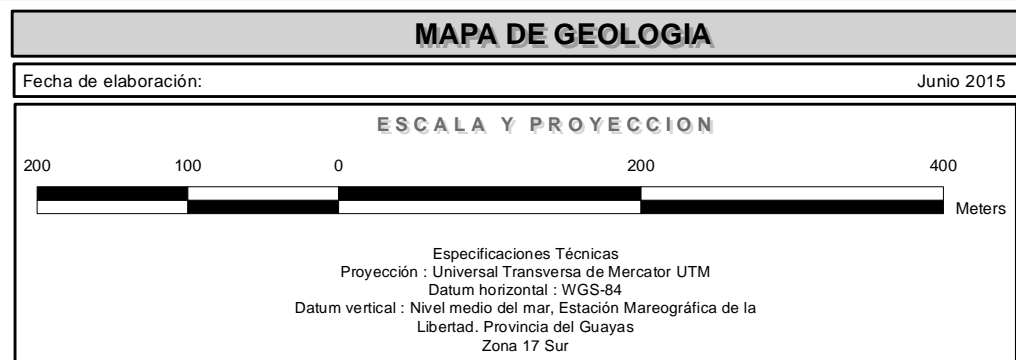 MAPA DE GEOLOGIA
Fecha de elaboración: Junio 2015
ESCALA Y PROYECCION
200 100 0 200 400
Meters
Especificaciones Técnicas
Proyección : Universal Transversa de Mercator UTM
Datum horizontal : WGS-84
Datum vertical : Nivel medio del mar, Estación Mareográfica de la
Libertad. Provincia del Guayas
Zona 17 Sur